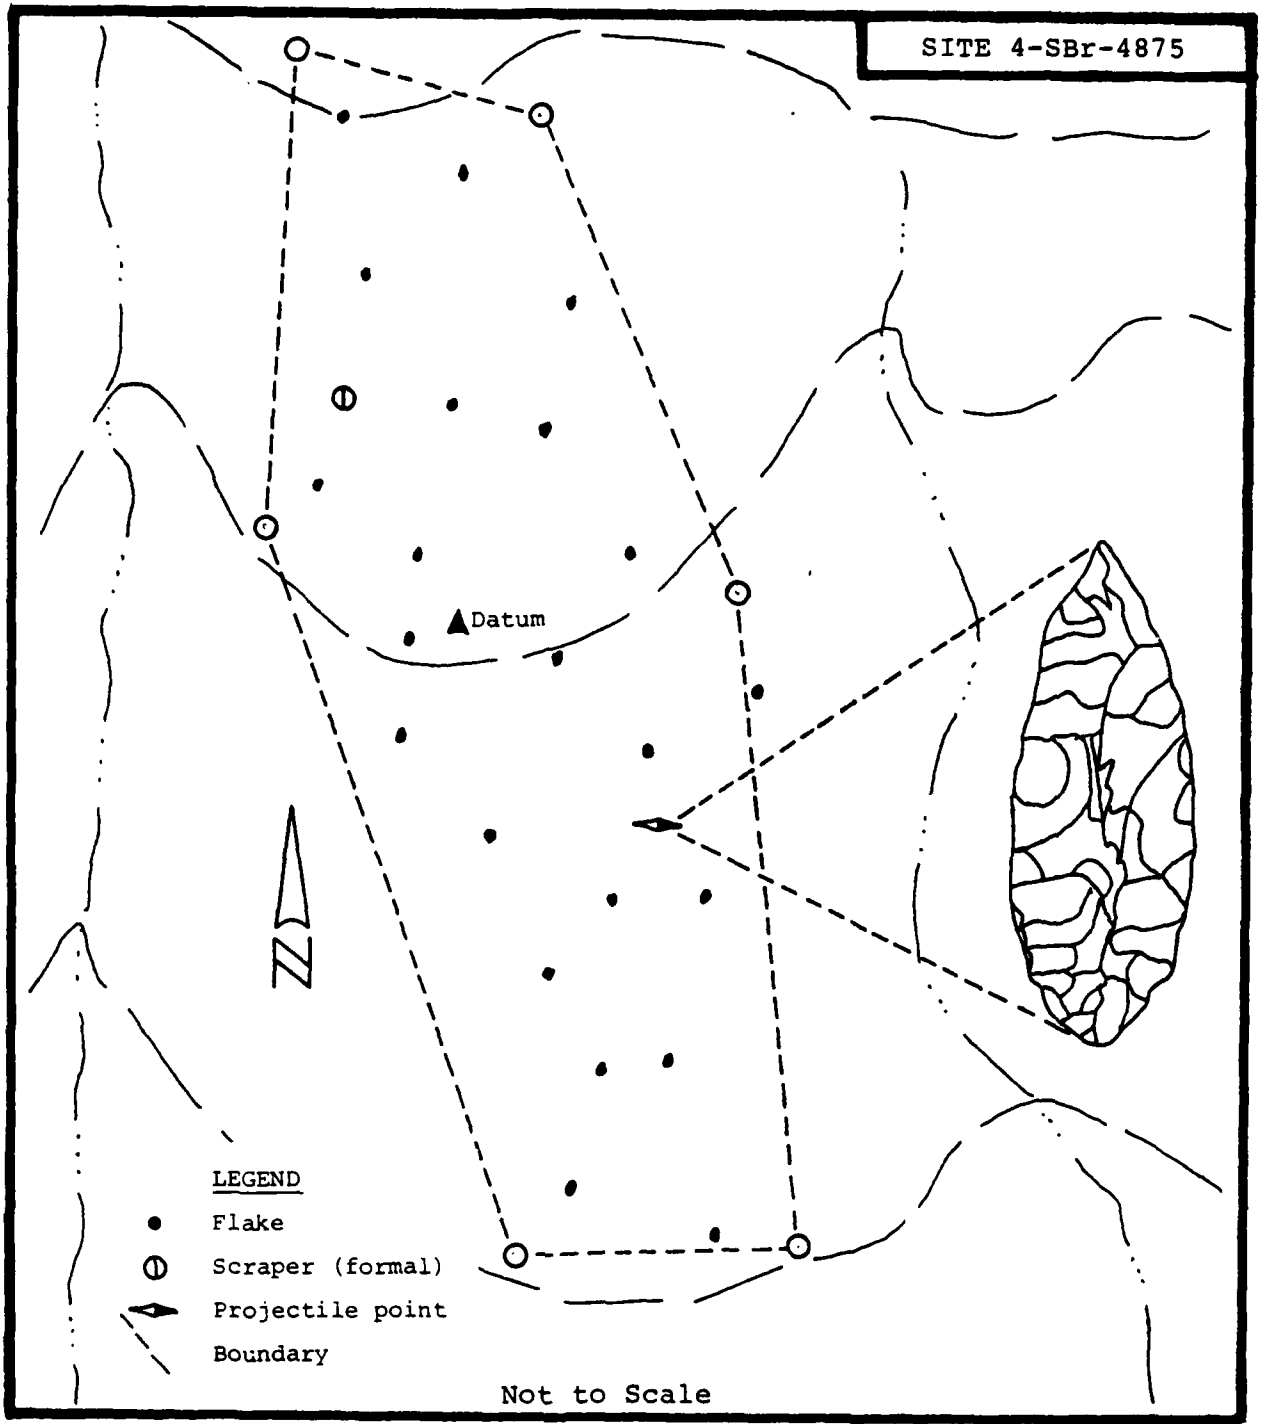 SITE 4-SBr-4875
Datum
N
LEGEND
Flake
Scraper (formal)
Projectile point
Boundary
Not to Scale